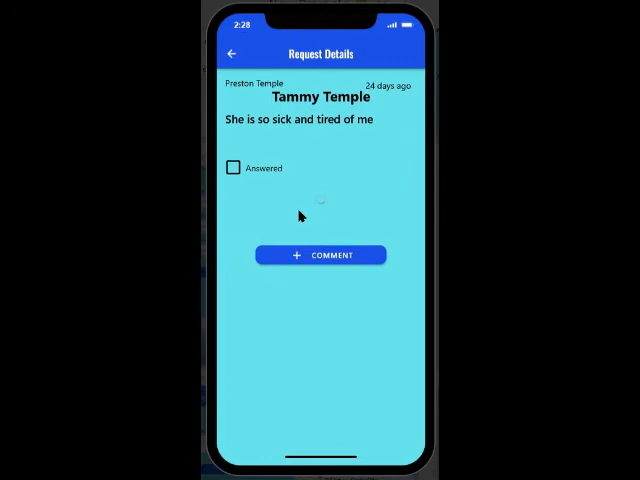 2:28
Request Details
Preston Temple
24 days ago
Tammy Temple
She is so sick and tired of me
Answered
+ COMMENT